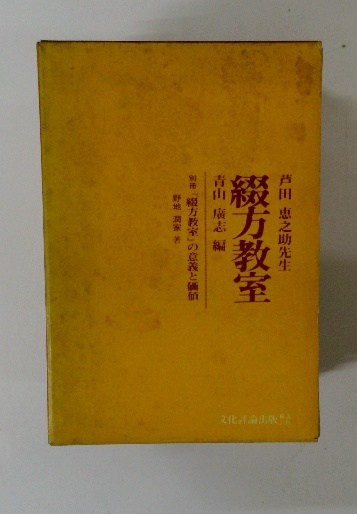 芦田 恵之助先生
綴方教室
青山 廣志 編
別冊 「綴方教室」の意義と価値
野地 潤家 著
文化評論出版